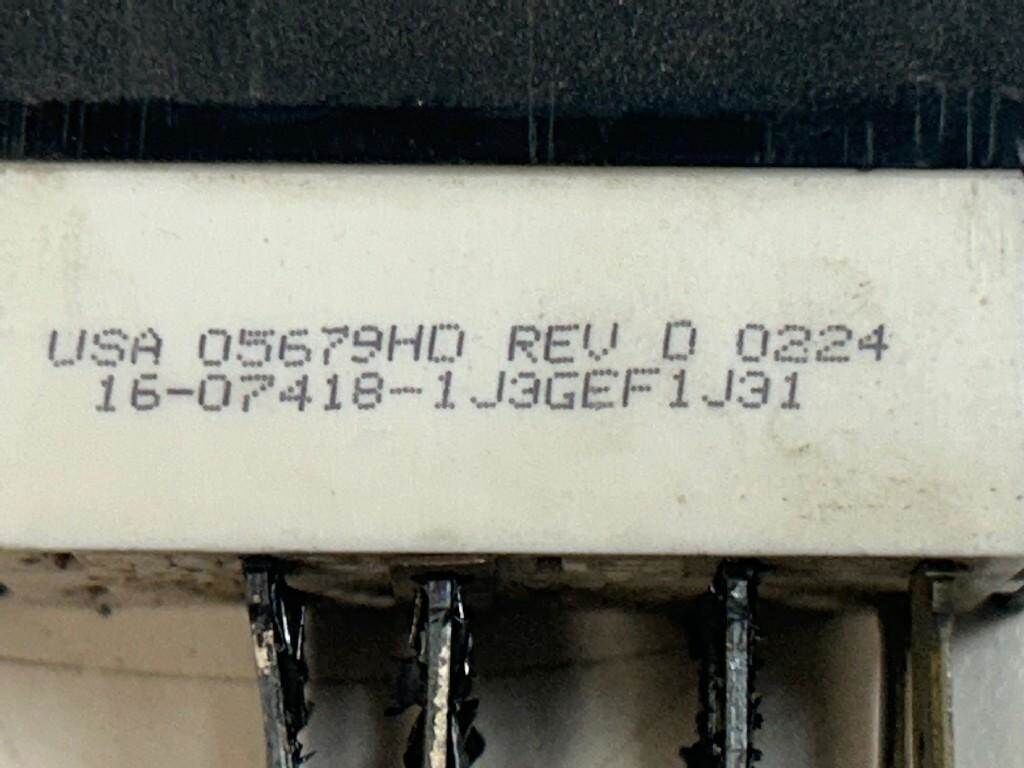 USA 05679HD REV D 0224
16-07418-1J3GEF1J31